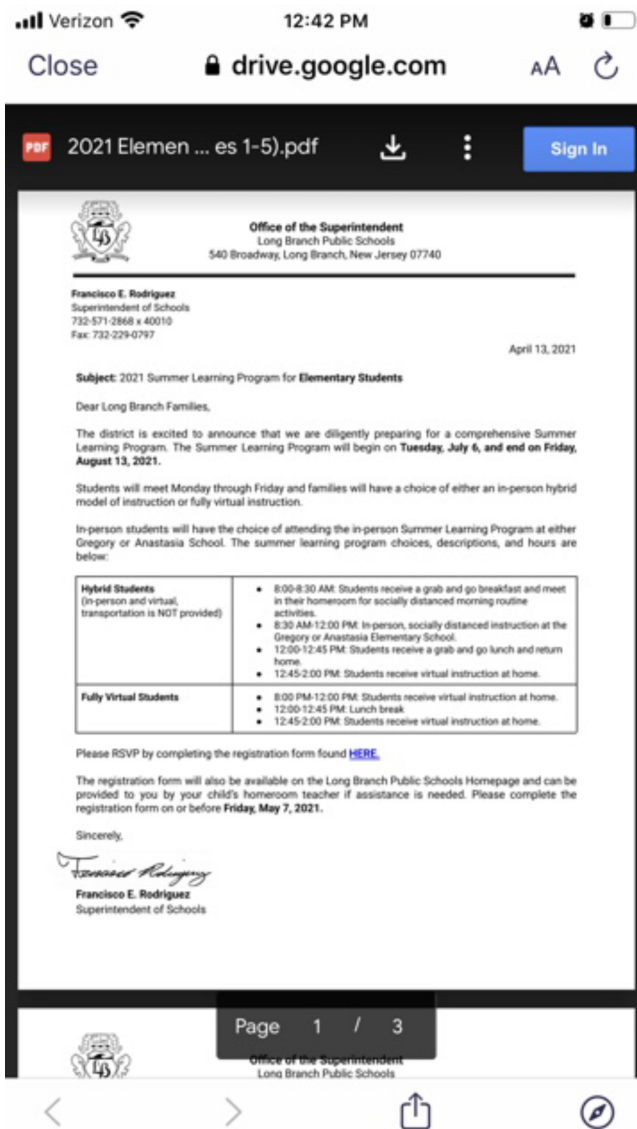 Verizon 12:42 PM
Close drive.google.com AA
PDF 2021 Elemen ... es 1-5).pdf Sign In
LB
Office of the Superintendent
Long Branch Public Schools
540 Broadway, Long Branch, New Jersey 07740
Francisco E. Rodriguez
Superintendent of Schools
732-571-2868 x 40010
Fax: 732-229-0797
April 13, 2021
Subject: 2021 Summer Learning Program for Elementary Students
Dear Long Branch Families,
The district is excited to announce that we are diligently preparing for a comprehensive Summer
Learning Program. The Summer Learning Program will begin on Tuesday, July 6, and end on Friday,
August 13, 2021.
Students will meet Monday through Friday and families will have a choice of either an in-person hybrid
model of instruction or fully virtual instruction.
In-person students will have the choice of attending the in-person Summer Learning Program at either
Gregory or Anastasia School. The summer learning program choices, descriptions, and hours are
below:
Hybrid Students
(in-person and virtual,
transportation is NOT provided)
• 8:00-8:30 AM: Students receive a grab and go breakfast and meet
in their homeroom for socially distanced morning routine
activities.
• 8:30 AM-12:00 PM: In-person, socially distanced instruction at the
Gregory or Anastasia Elementary School.
• 12:00-12:45 PM: Students receive a grab and go lunch and return
home.
• 12:45-2:00 PM: Students receive virtual instruction at home.
Fully Virtual Students
• 8:00 PM-12:00 PM: Students receive virtual instruction at home.
• 12:00-12:45 PM: Lunch break
• 12:45-2:00 PM: Students receive virtual instruction at home.
Please RSVP by completing the registration form found HERE.
The registration form will also be available on the Long Branch Public Schools Homepage and can be
provided to you by your child's homeroom teacher if assistance is needed. Please complete the
registration form on or before Friday, May 7, 2021.
Sincerely,
Francisco Rodriguez
Francisco E. Rodriguez
Superintendent of Schools
Page 1 / 3
LB
Office of the Superintendent
Long Branch Public Schools